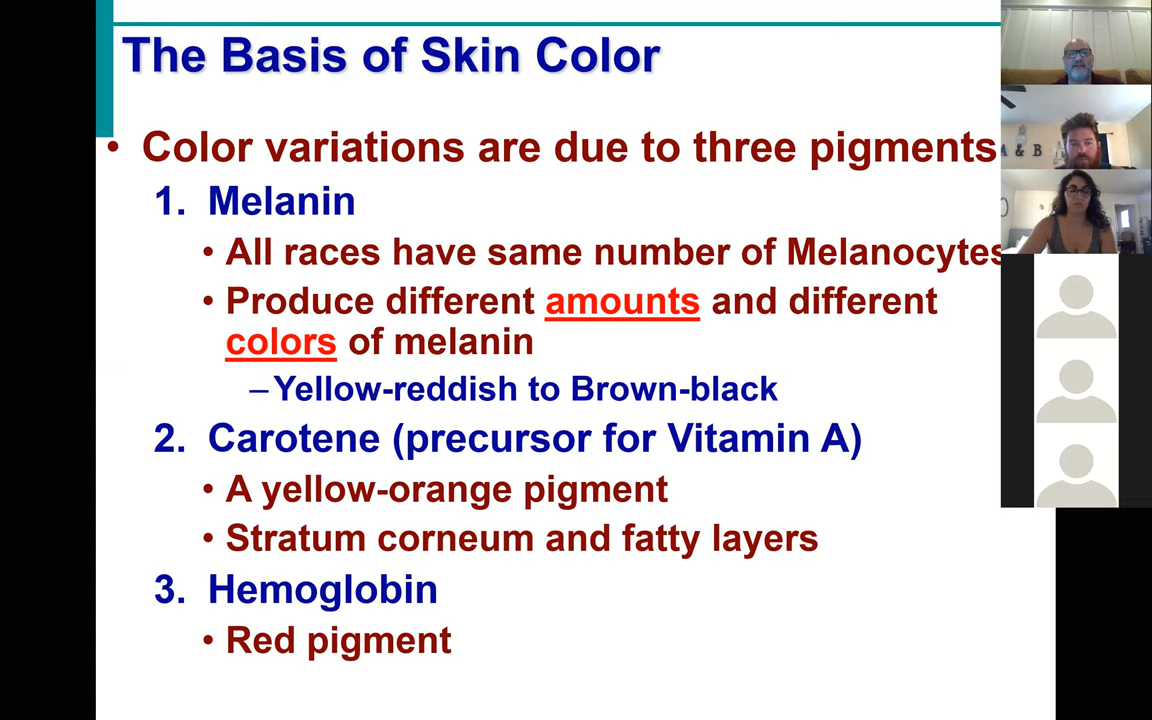 The Basis of Skin Color
• Color variations are due to three pigments
1. Melanin
• All races have same number of Melanocytes
• Produce different amounts and different
colors of melanin
– Yellow-reddish to Brown-black
2. Carotene (precursor for Vitamin A)
• A yellow-orange pigment
• Stratum corneum and fatty layers
3. Hemoglobin
• Red pigment
A & B